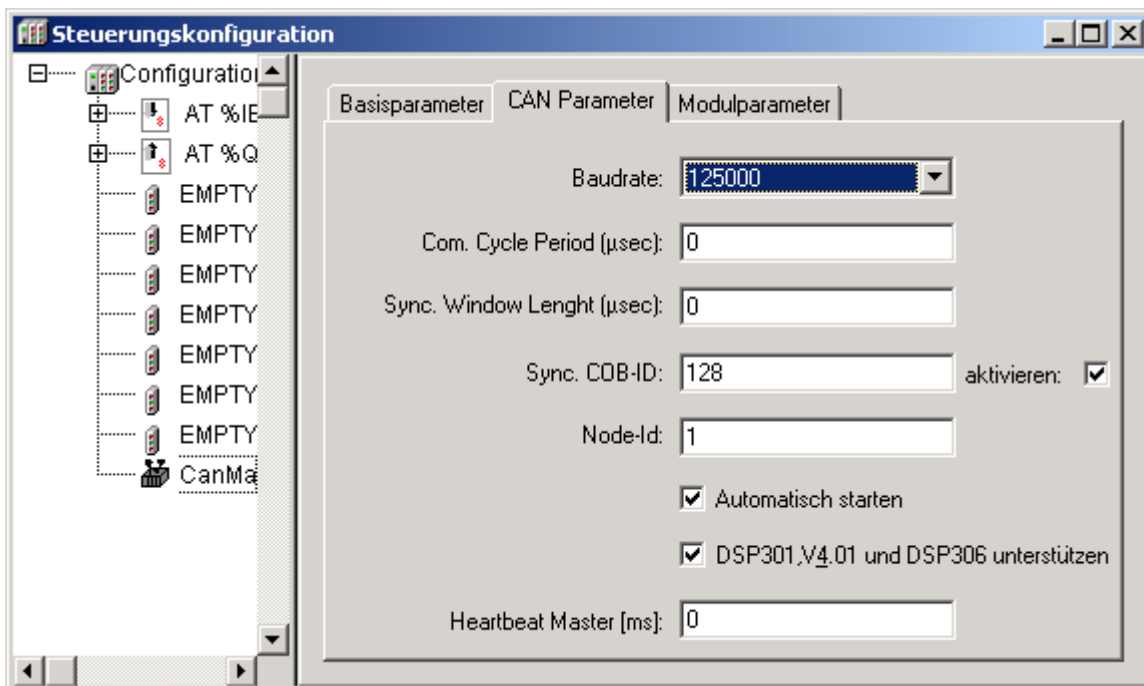 Steuerungskonfiguration
Configuration
AT %IE
AT %Q
EMPTY
EMPTY
EMPTY
EMPTY
EMPTY
EMPTY
EMPTY
CanMa
Basisparameter CAN Parameter Modulparameter
Baudrate: 125000
Com. Cycle Period (µsec): 0
Sync. Window Lenght (µsec): 0
Sync. COB-ID: 128 aktivieren:
Node-Id: 1
Automatisch starten
DSP301,V4.01 und DSP306 unterstützen
Heartbeat Master [ms]: 0